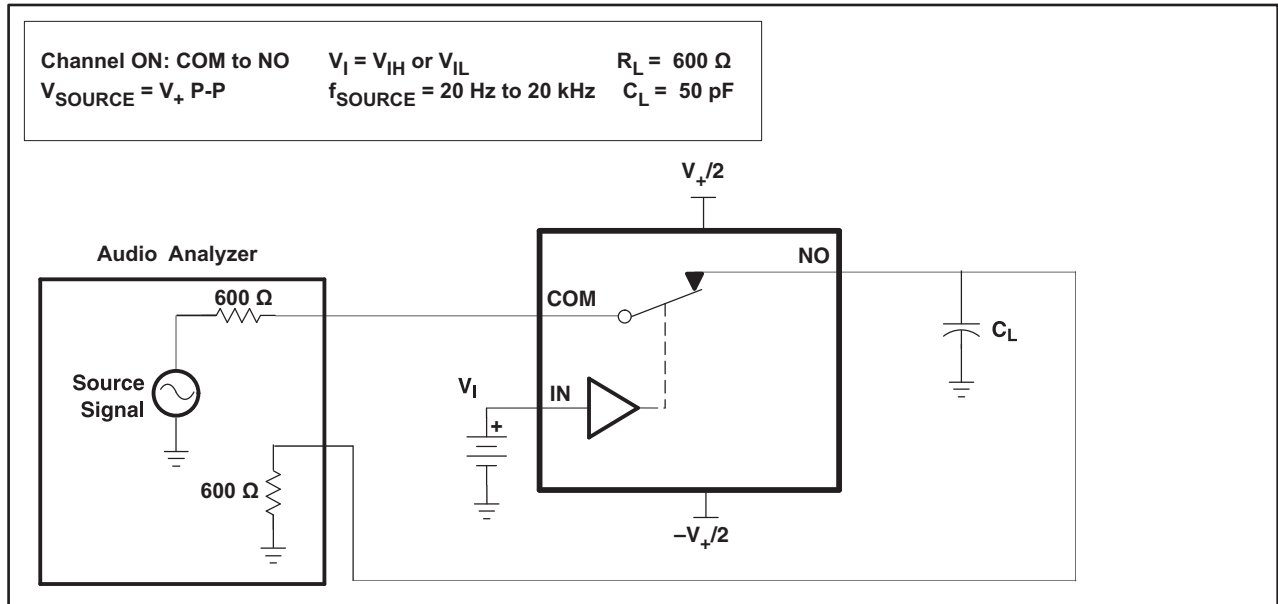 Channel ON: COM to NO V_I = V_IH or V_IL R_L = 600 Ω
V_SOURCE = V_+ P-P f_SOURCE = 20 Hz to 20 kHz C_L = 50 pF
V_+/2
Audio Analyzer
NO
600 Ω
COM
C_L
Source
Signal
V_I
IN
+
600 Ω
–V_+/2